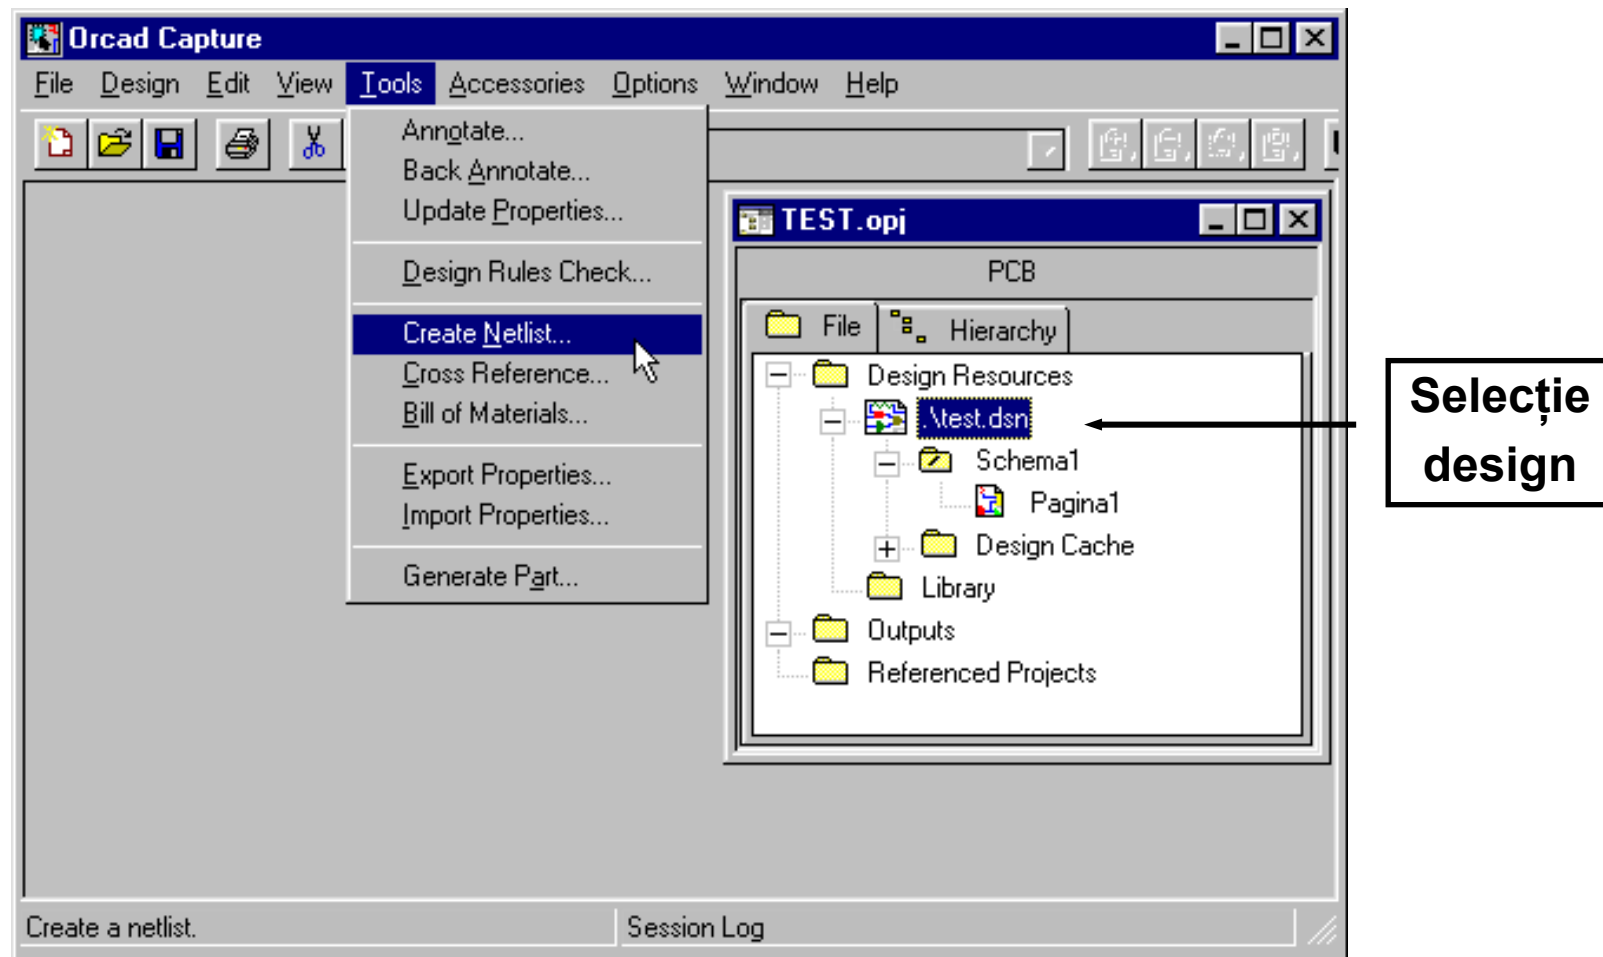 Orcad Capture
File Design Edit View Tools Accessories Options Window Help
Annotate...
Back Annotate...
Update Properties...
Design Rules Check...
Create Netlist...
Cross Reference...
Bill of Materials...
Export Properties...
Import Properties...
Generate Part...
TEST.opj
PCB
File Hierarchy
Design Resources
.\test.dsn
Schema1
Pagina1
Design Cache
Library
Outputs
Referenced Projects
Selecție
design
Create a netlist. Session Log